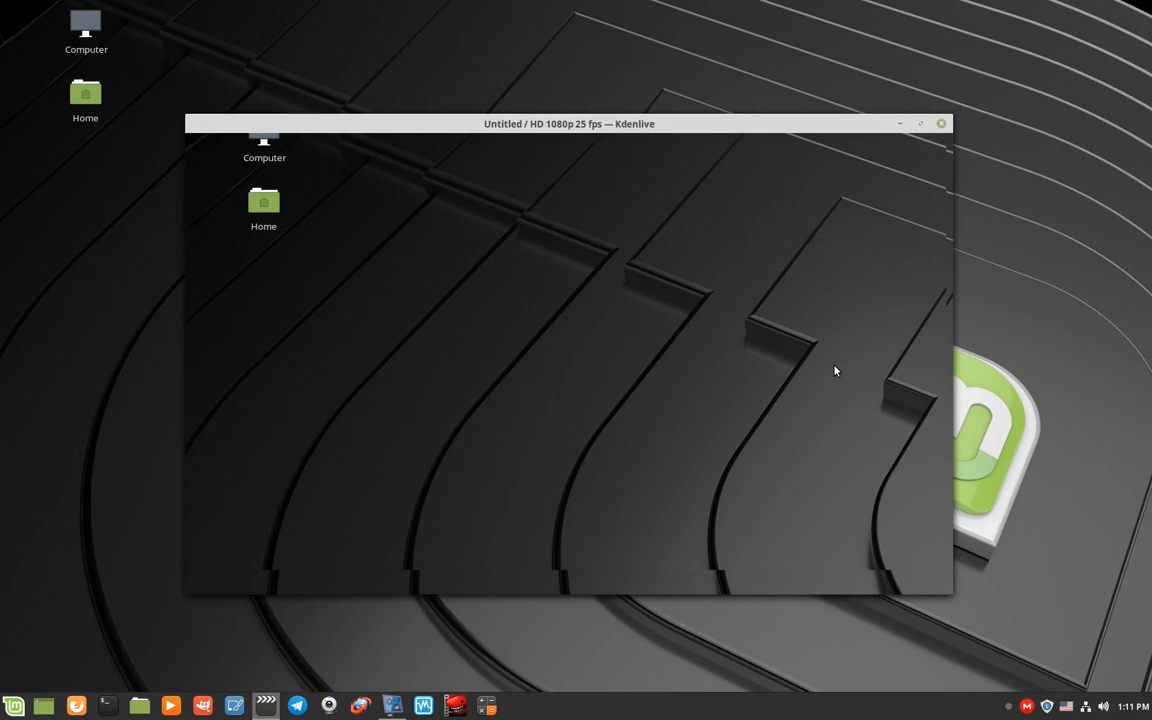 Computer
Home
Untitled / HD 1080p 25 fps — Kdenlive
Computer
Home
1:11 PM